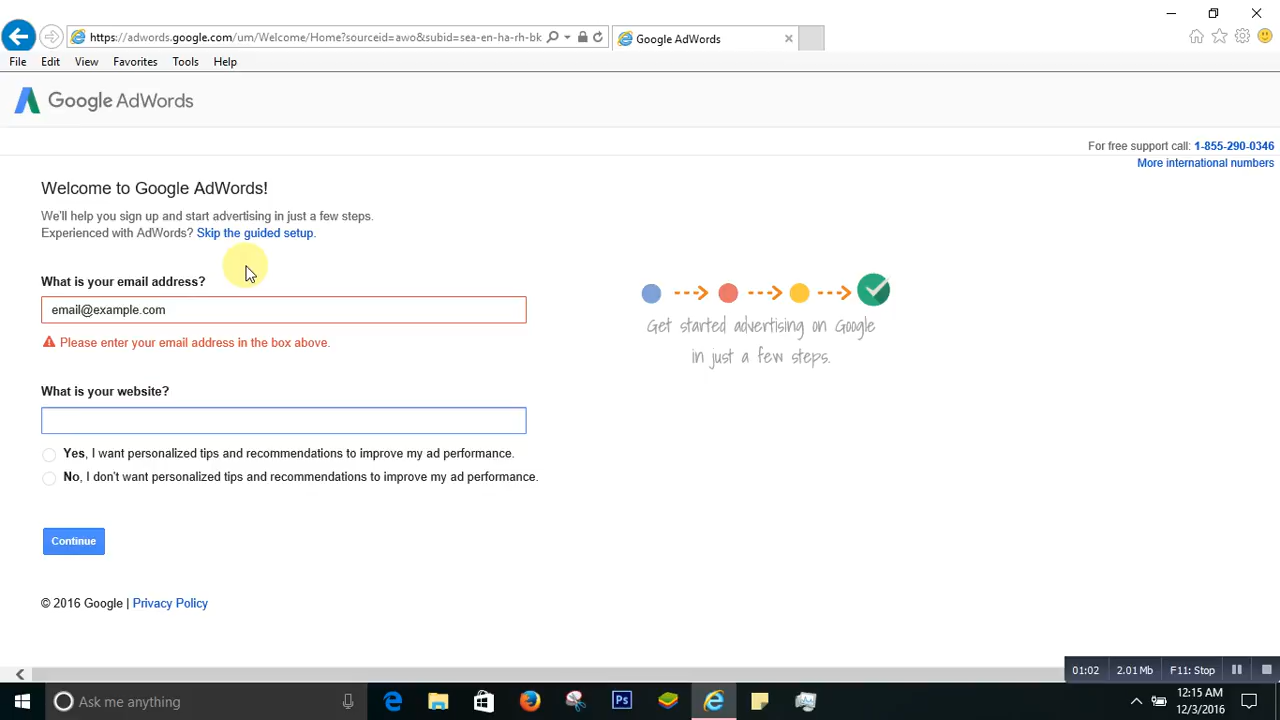 https://adwords.google.com/um/Welcome/Home?sourceid=awo&subid=sea-en-ha-rh-bk
Google AdWords
File Edit View Favorites Tools Help
Google AdWords
For free support call: 1-855-290-0346
More international numbers
Welcome to Google AdWords!
We'll help you sign up and start advertising in just a few steps.
Experienced with AdWords? Skip the guided setup.
What is your email address?
email@example.com
Please enter your email address in the box above.
Get started advertising on Google
in just a few steps.
What is your website?
Yes, I want personalized tips and recommendations to improve my ad performance.
No, I don't want personalized tips and recommendations to improve my ad performance.
Continue
© 2016 Google | Privacy Policy
01:02 2.01 Mb F11: Stop
Ask me anything
Ps
12:15 AM
12/3/2016